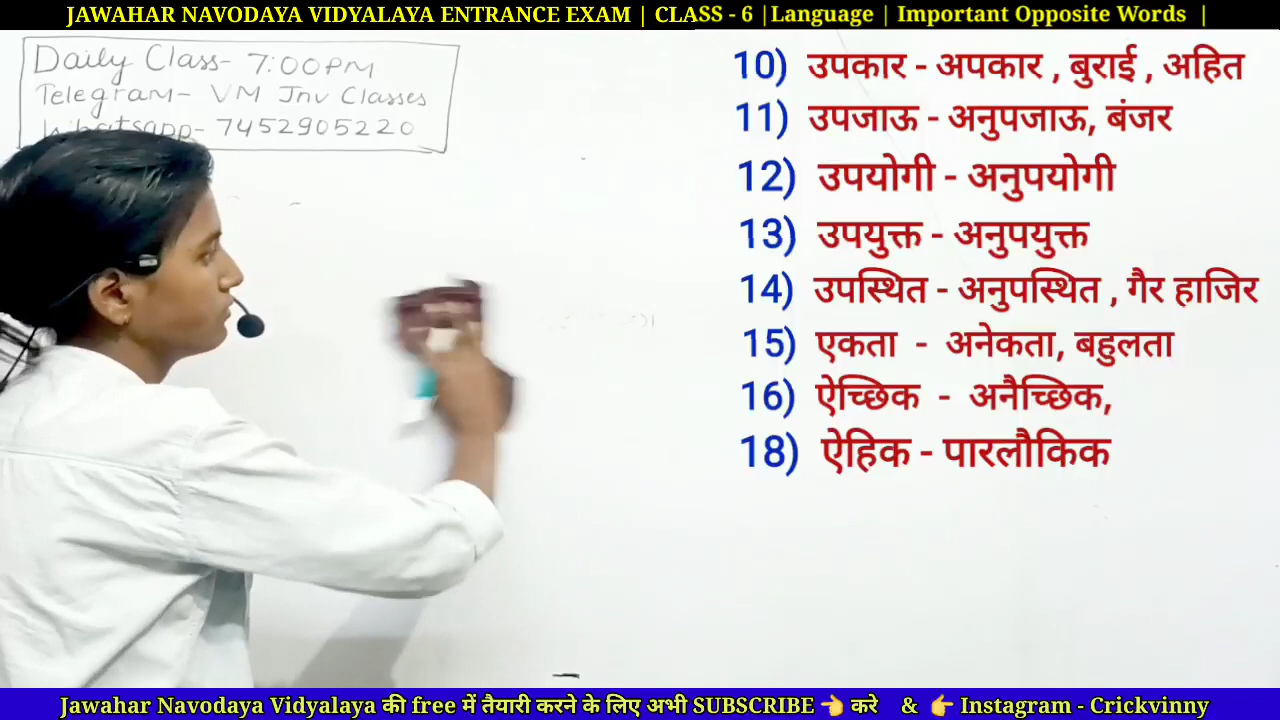 JAWAHAR NAVODAYA VIDYALAYA ENTRANCE EXAM | CLASS - 6 |Language | Important Opposite Words |
Daily Class- 7:00PM
Telegram- VM Jnv Classes
Whatsapp- 7452905220
10) उपकार - अपकार , बुराई , अहित
11) उपजाऊ - अनुपजाऊ, बंजर
12) उपयोगी - अनुपयोगी
13) उपयुक्त - अनुपयुक्त
14) उपस्थित - अनुपस्थित , गैर हाजिर
15) एकता - अनेकता, बहुलता
16) ऐच्छिक - अनैच्छिक,
18) ऐहिक - पारलौकिक
Jawahar Navodaya Vidyalaya की free में तैयारी करने के लिए अभी SUBSCRIBE 👈 करे & 👉 Instagram - Crickvinny